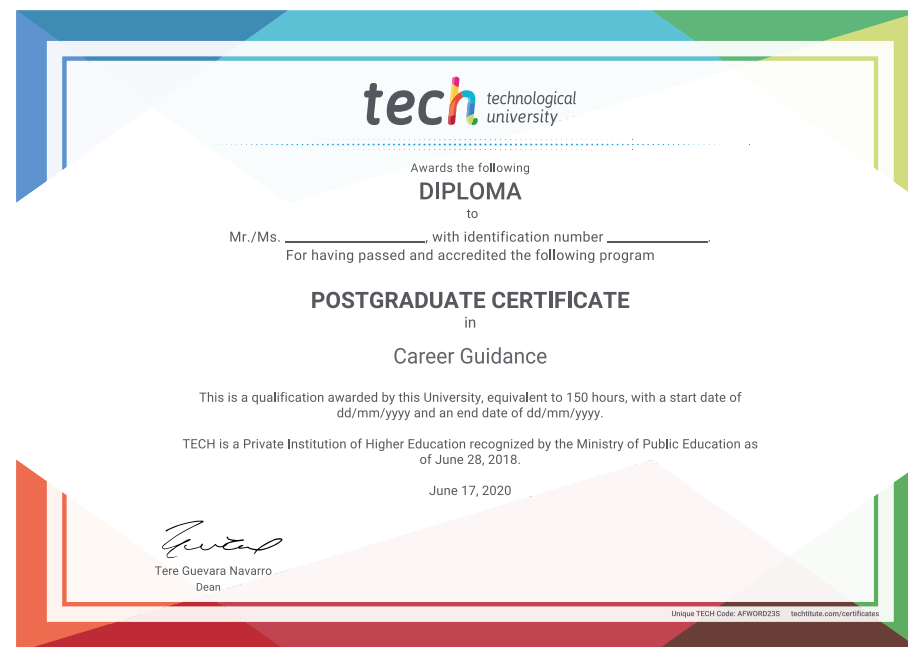 tech technological
university
Awards the following
DIPLOMA
to
Mr./Ms. ____________________, with identification number ______________.
For having passed and accredited the following program
POSTGRADUATE CERTIFICATE
in
Career Guidance
This is a qualification awarded by this University, equivalent to 150 hours, with a start date of
dd/mm/yyyy and an end date of dd/mm/yyyy.
TECH is a Private Institution of Higher Education recognized by the Ministry of Public Education as
of June 28, 2018.
June 17, 2020
Tere Guevara Navarro
Dean
Unique TECH Code: AFWORD23S techtitute.com/certificates